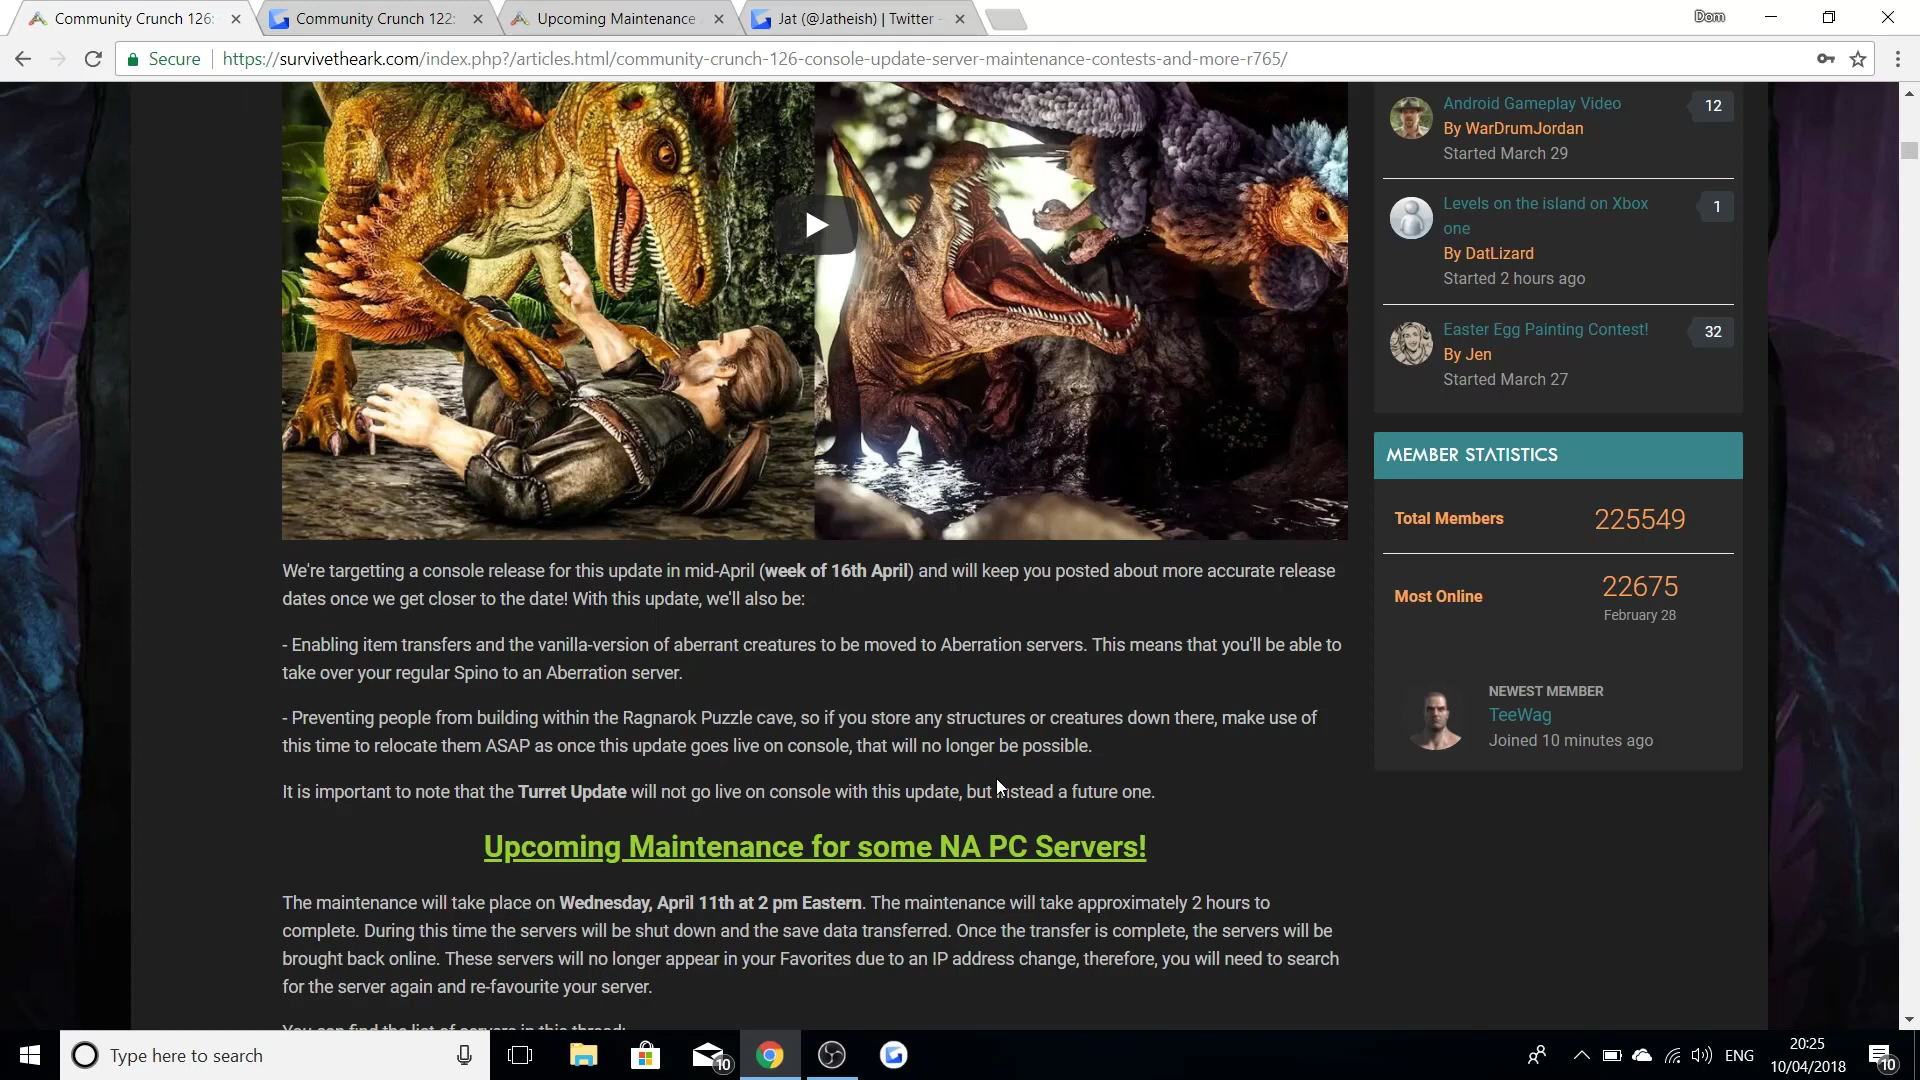 Community Crunch 126:
Community Crunch 122:
Upcoming Maintenance
Jat (@Jatheish) | Twitter -
Dom
Secure
https://survivetheark.com/index.php?/articles.html/community-crunch-126-console-update-server-maintenance-contests-and-more-r765/
We're targetting a console release for this update in mid-April (week of 16th April) and will keep you posted about more accurate release
dates once we get closer to the date! With this update, we'll also be:
- Enabling item transfers and the vanilla-version of aberrant creatures to be moved to Aberration servers. This means that you'll be able to
take over your regular Spino to an Aberration server.
- Preventing people from building within the Ragnarok Puzzle cave, so if you store any structures or creatures down there, make use of
this time to relocate them ASAP as once this update goes live on console, that will no longer be possible.
It is important to note that the Turret Update will not go live on console with this update, but instead a future one.
Upcoming Maintenance for some NA PC Servers!
The maintenance will take place on Wednesday, April 11th at 2 pm Eastern. The maintenance will take approximately 2 hours to
complete. During this time the servers will be shut down and the save data transferred. Once the transfer is complete, the servers will be
brought back online. These servers will no longer appear in your Favorites due to an IP address change, therefore, you will need to search
for the server again and re-favourite your server.
You can find the list of servers in this thread:
Android Gameplay Video
12
By WarDrumJordan
Started March 29
Levels on the island on Xbox
one
1
By DatLizard
Started 2 hours ago
Easter Egg Painting Contest!
32
By Jen
Started March 27
MEMBER STATISTICS
Total Members
225549
Most Online
22675
February 28
NEWEST MEMBER
TeeWag
Joined 10 minutes ago
Type here to search
10
ENG
20:25
10/04/2018
10